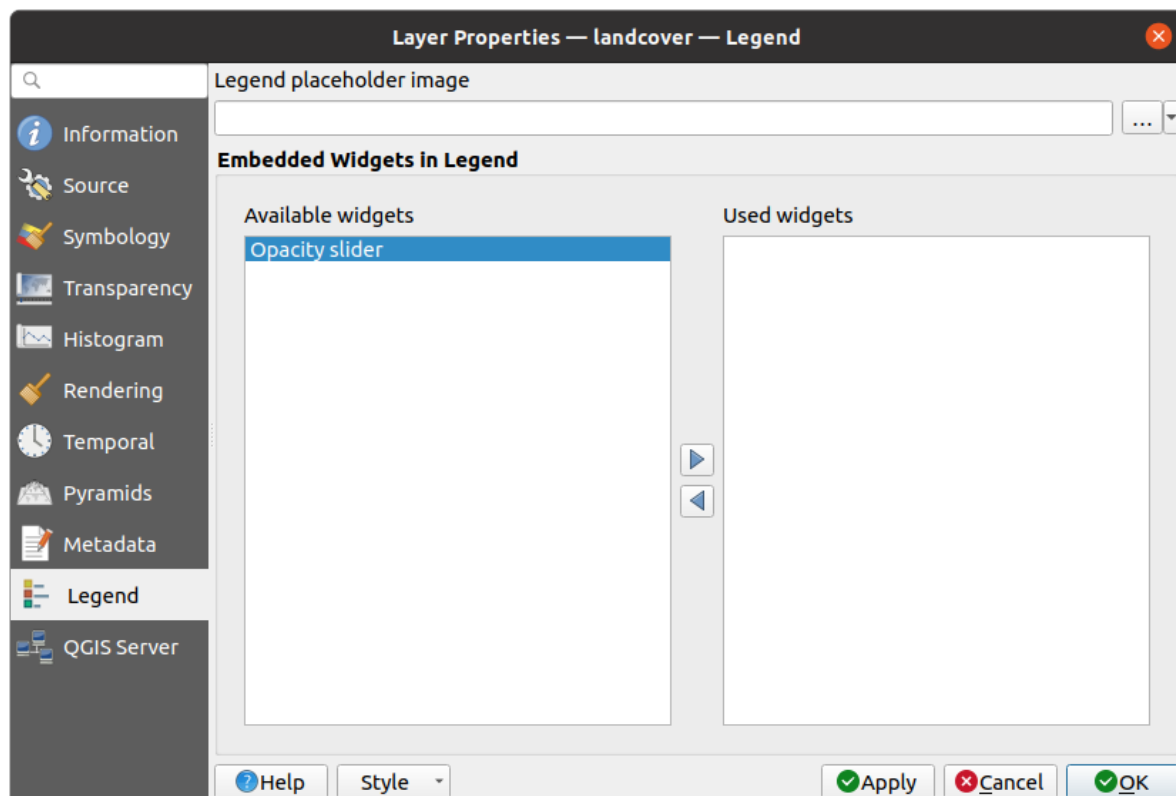 Layer Properties — landcover — Legend
Legend placeholder image
...
Information
Embedded Widgets in Legend
Source
Available widgets
Used widgets
Symbology
Opacity slider
Transparency
Histogram
Rendering
Temporal
Pyramids
Metadata
Legend
QGIS Server
Help
Style
Apply
Cancel
OK